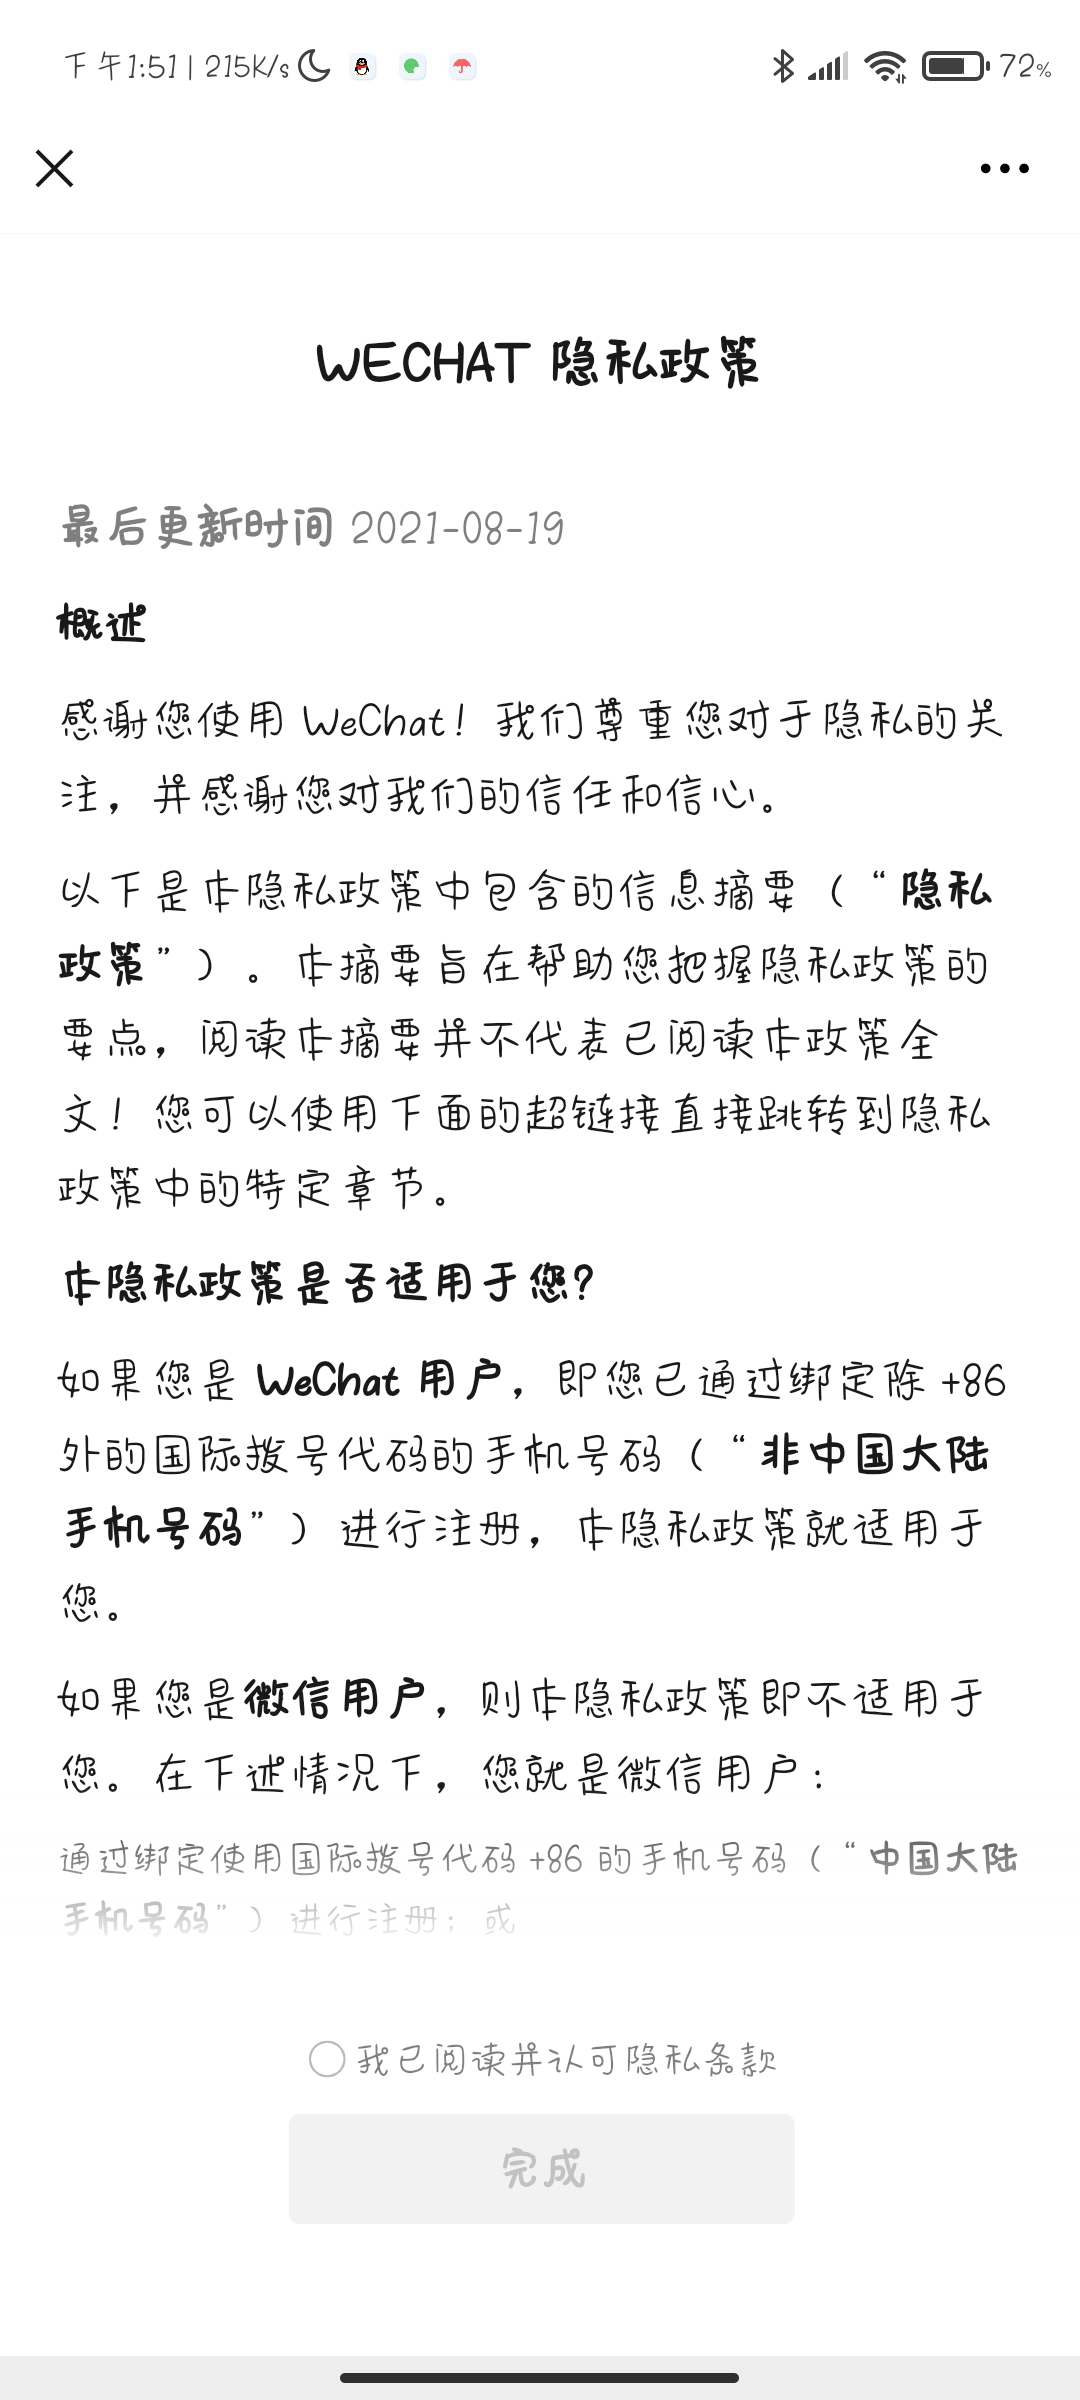 下午1:51 | 215K/s
72%
WECHAT 隐私政策
最后更新时间 2021-08-19
概述
感谢您使用 WeChat！我们尊重您对于隐私的关
注，并感谢您对我们的信任和信心。
以下是本隐私政策中包含的信息摘要（“隐私
政策”）。本摘要旨在帮助您把握隐私政策的
要点，阅读本摘要并不代表已阅读本政策全
文！您可以使用下面的超链接直接跳转到隐私
政策中的特定章节。
本隐私政策是否适用于您？
如果您是 WeChat 用户，即您已通过绑定除 +86
外的国际拨号代码的手机号码（“非中国大陆
手机号码”）进行注册，本隐私政策就适用于
您。
如果您是微信用户，则本隐私政策即不适用于
您。在下述情况下，您就是微信用户：
通过绑定使用国际拨号代码 +86 的手机号码（“中国大陆
手机号码”）进行注册；或
我已阅读并认可隐私条款
完成